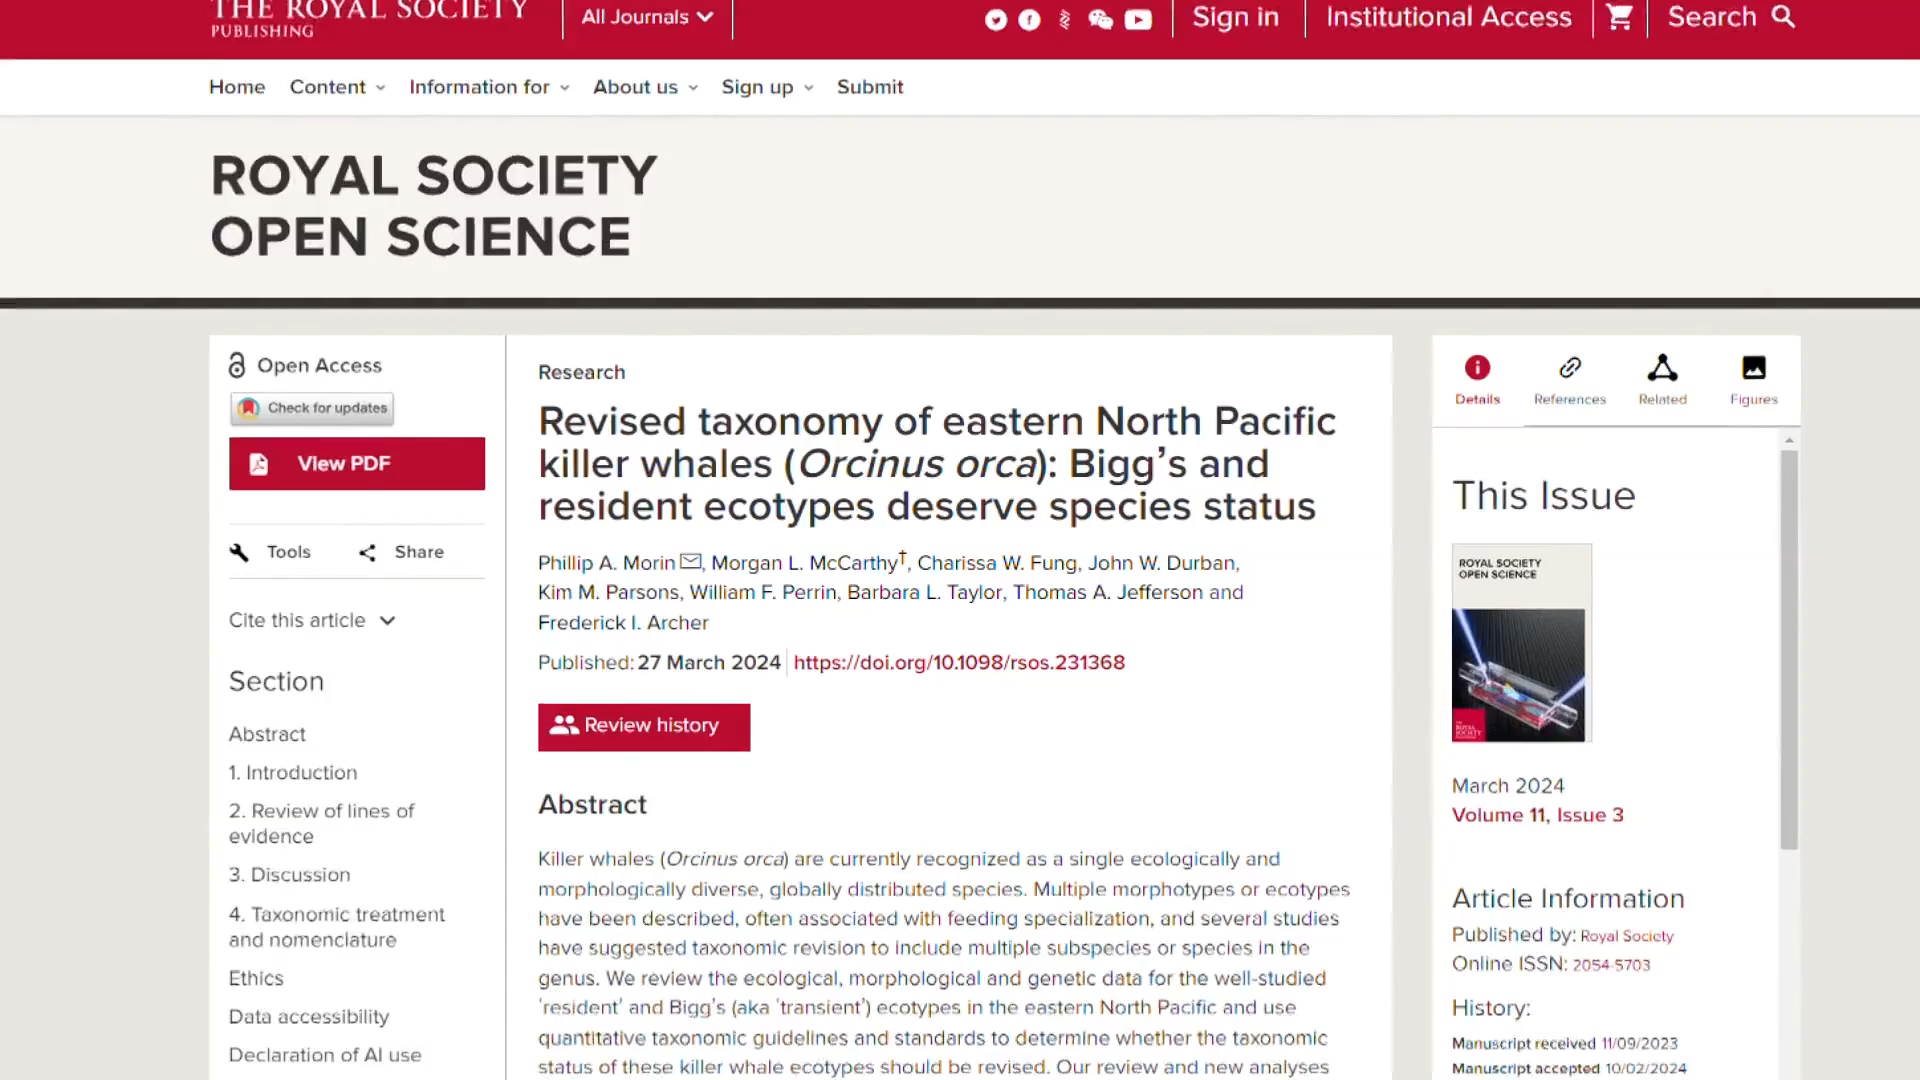 THE ROYAL SOCIETY
PUBLISHING
All Journals
Sign in
Institutional Access
Search
Home
Content
Information for
About us
Sign up
Submit
ROYAL SOCIETY
OPEN SCIENCE
Open Access
Check for updates
View PDF
Tools
Share
Cite this article
Section
Abstract
1. Introduction
2. Review of lines of
evidence
3. Discussion
4. Taxonomic treatment
and nomenclature
Ethics
Data accessibility
Declaration of AI use
Research
Revised taxonomy of eastern North Pacific
killer whales (Orcinus orca): Bigg’s and
resident ecotypes deserve species status
Phillip A. Morin, Morgan L. McCarthy†, Charissa W. Fung, John W. Durban,
Kim M. Parsons, William F. Perrin, Barbara L. Taylor, Thomas A. Jefferson and
Frederick I. Archer
Published: 27 March 2024 https://doi.org/10.1098/rsos.231368
Review history
Abstract
Killer whales (Orcinus orca) are currently recognized as a single ecologically and
morphologically diverse, globally distributed species. Multiple morphotypes or ecotypes
have been described, often associated with feeding specialization, and several studies
have suggested taxonomic revision to include multiple subspecies or species in the
genus. We review the ecological, morphological and genetic data for the well-studied
‘resident’ and Bigg’s (aka ‘transient’) ecotypes in the eastern North Pacific and use
quantitative taxonomic guidelines and standards to determine whether the taxonomic
status of these killer whale ecotypes should be revised. Our review and new analyses
Details
References
Related
Figures
This Issue
ROYAL SOCIETY
OPEN SCIENCE
March 2024
Volume 11, Issue 3
Article Information
Published by: Royal Society
Online ISSN: 2054-5703
History:
Manuscript received 11/09/2023
Manuscript accepted 10/02/2024